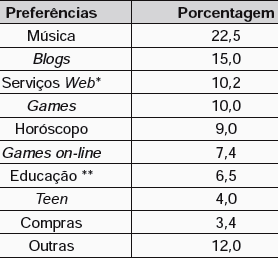 Preferências Porcentagem
Música 22,5
Blogs 15,0
Serviços Web* 10,2
Games 10,0
Horóscopo 9,0
Games on-line 7,4
Educação ** 6,5
Teen 4,0
Compras 3,4
Outras 12,0